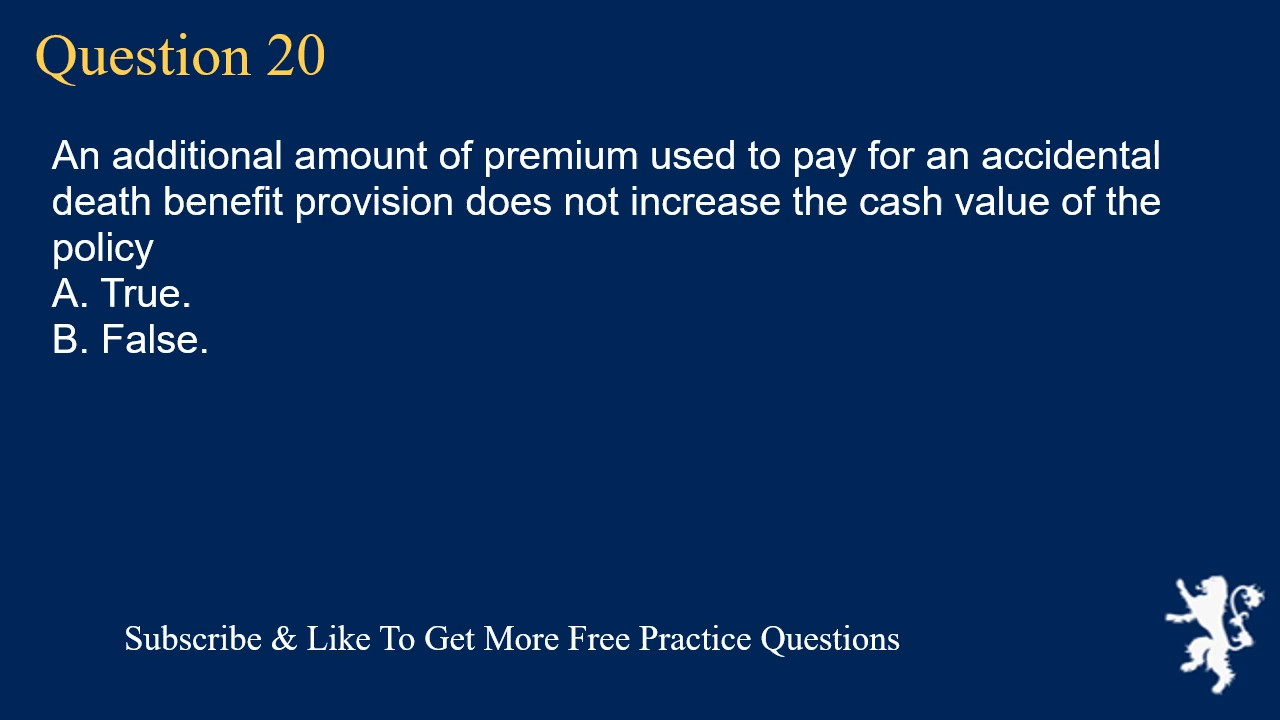 Question 20
An additional amount of premium used to pay for an accidental
death benefit provision does not increase the cash value of the
policy
A. True.
B. False.
Subscribe & Like To Get More Free Practice Questions